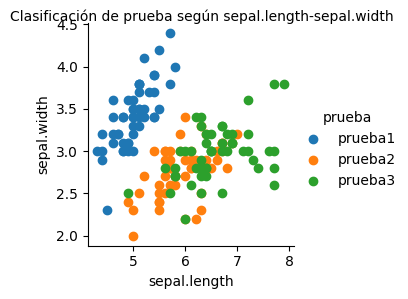 Clasificación de prueba según sepal.length-sepal.width
4.5
4.0
3.5
3.0
2.5
2.0
sepal.width
5
6
7
8
sepal.length
prueba
prueba1
prueba2
prueba3